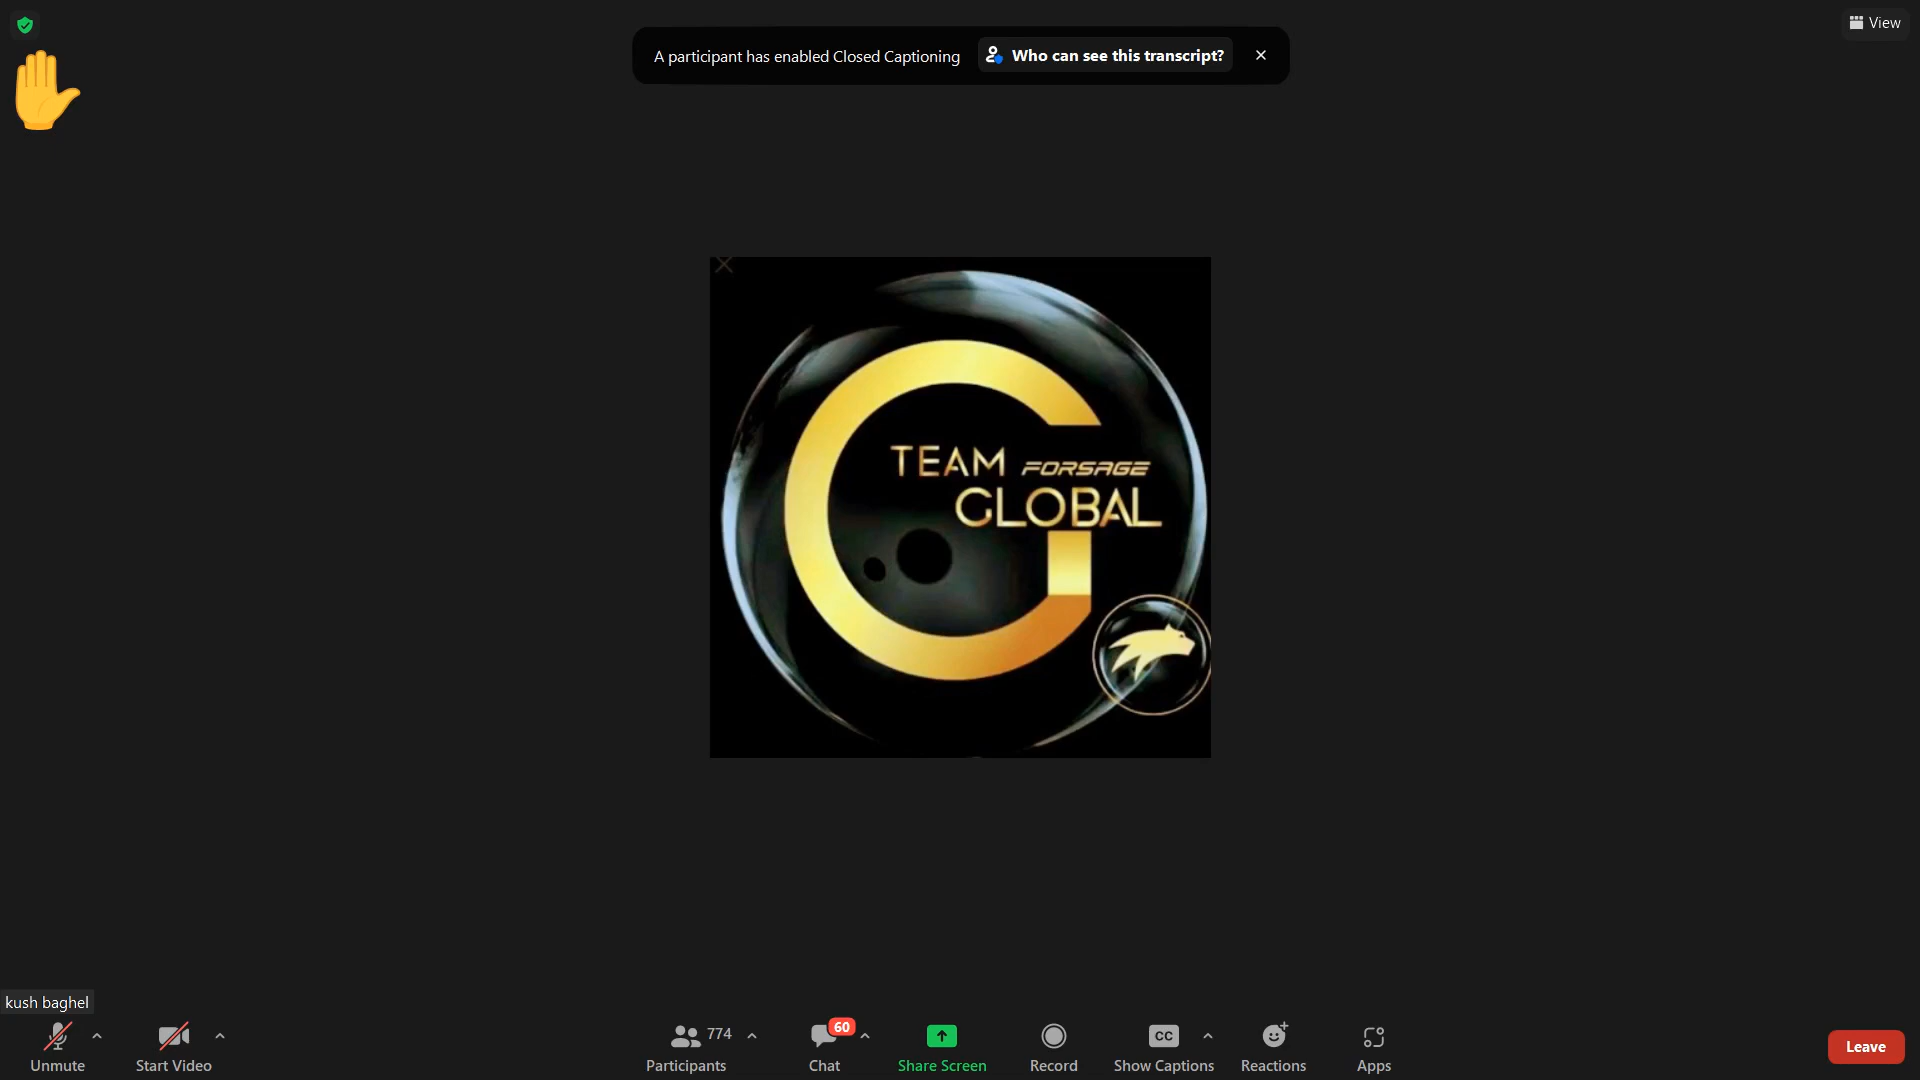 View
A participant has enabled Closed Captioning
Who can see this transcript?
TEAM FORSAGE
GLOBAL
kush baghel
774
60
CC
Unmute
Start Video
Participants
Chat
Share Screen
Record
Show Captions
Reactions
Apps
Leave